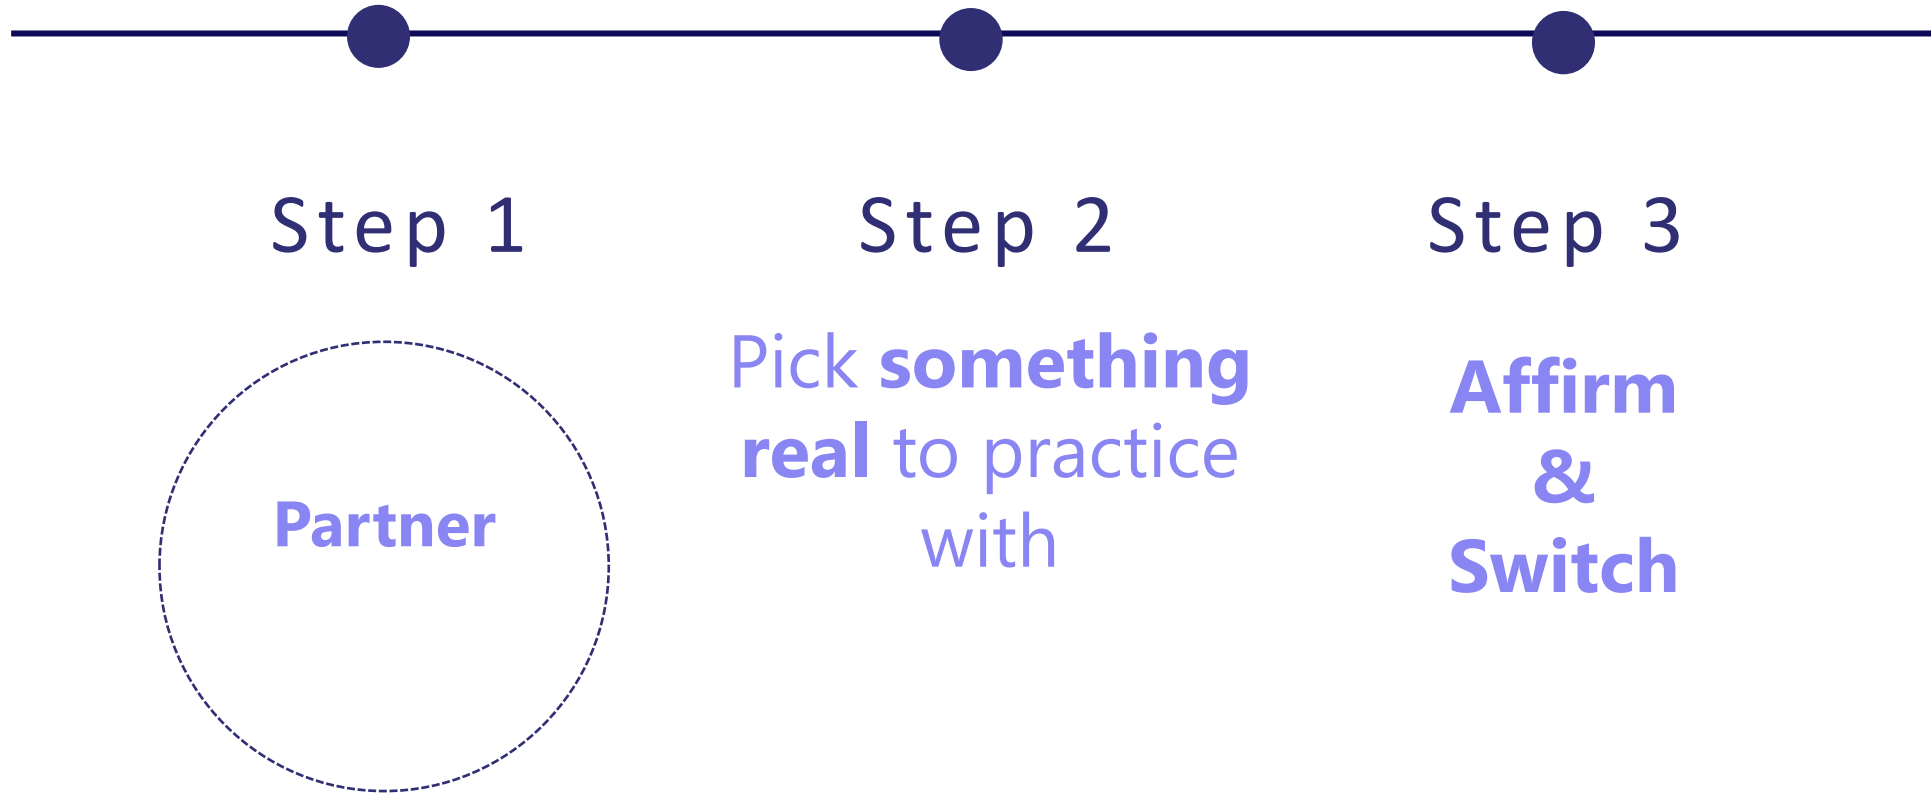 Step 1
Partner
Step 2
Pick something
real to practice
with
Step 3
Affirm
&
Switch